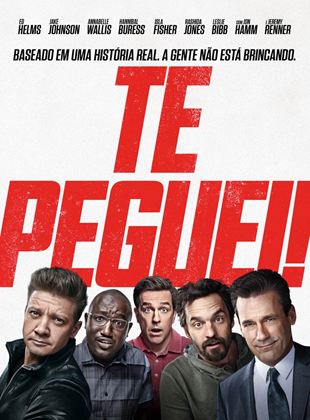 ED HELMS JAKE JOHNSON ANNABELLE WALLIS HANNIBAL BURESS ISLA FISHER RASHIDA JONES LESLIE BIBB COM JON HAMM E JEREMY RENNER
BASEADO EM UMA HISTÓRIA REAL. A GENTE NÃO ESTÁ BRINCANDO.
TE
PEGUEI!